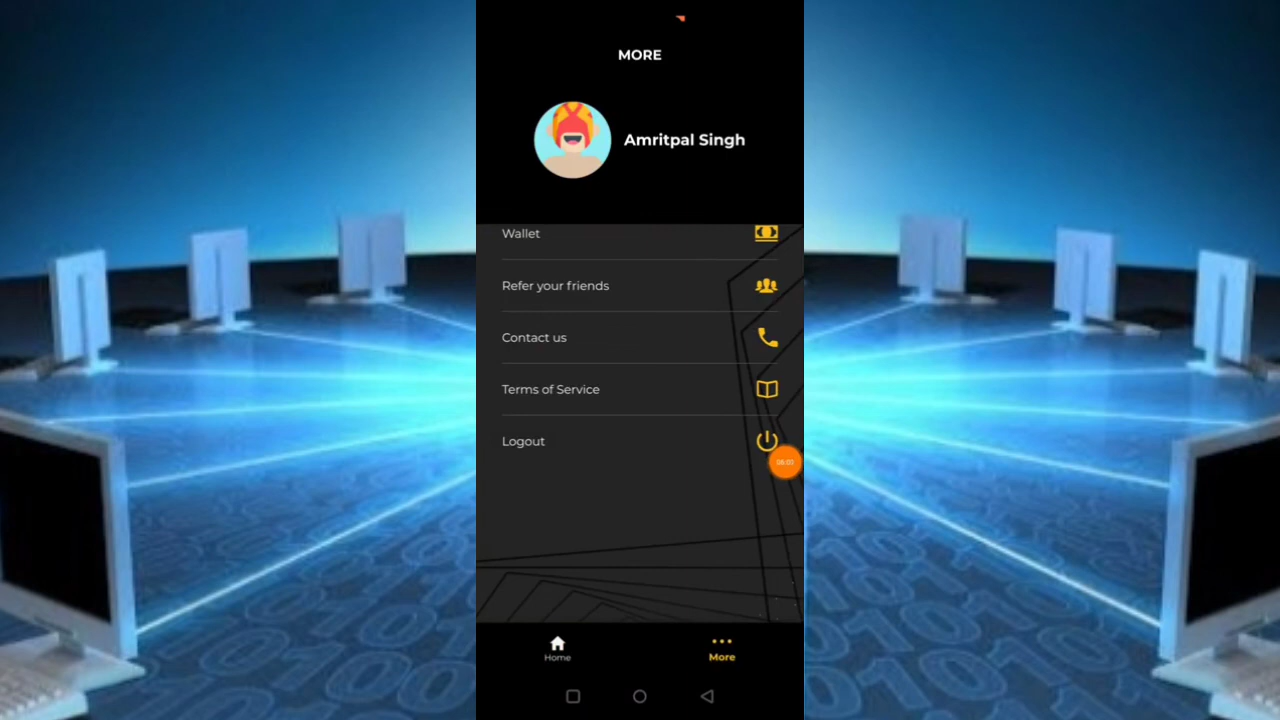 MORE
Amritpal Singh
Wallet
Refer your friends
Contact us
Terms of Service
Logout
Home
More